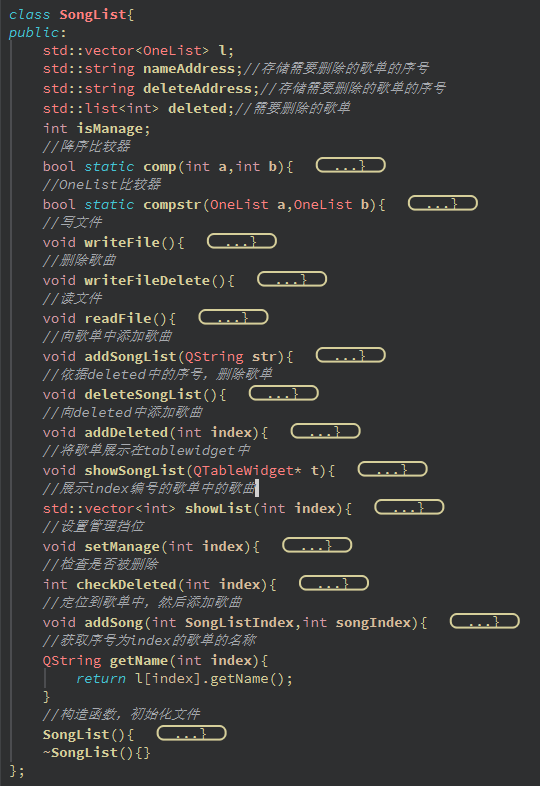 class SongList{
public:
    std::vector<OneList> l;
    std::string nameAddress;//存储需要删除的歌单的序号
    std::string deleteAddress;//存储需要删除的歌单的序号
    std::list<int> deleted;//需要删除的歌单
    int isManage;
    //降序比较器
    bool static comp(int a,int b){ ...}
    //OneList比较器
    bool static compstr(OneList a,OneList b){ ...}
    //写文件
    void writeFile(){ ...}
    //删除歌曲
    void writeFileDelete(){ ...}
    //读文件
    void readFile(){ ...}
    //向歌单中添加歌曲
    void addSongList(QString str){ ...}
    //依据deleted中的序号，删除歌单
    void deleteSongList(){ ...}
    //向deleted中添加歌曲
    void addDeleted(int index){ ...}
    //将歌单展示在tablewidget中
    void showSongList(QTableWidget* t){ ...}
    //展示index编号的歌单中的歌曲
    std::vector<int> showList(int index){ ...}
    //设置管理挡位
    void setManage(int index){ ...}
    //检查是否被删除
    int checkDeleted(int index){ ...}
    //定位到歌单中，然后添加歌曲
    void addSong(int SongListIndex,int songIndex){ ...}
    //获取序号为index的歌单的名称
    QString getName(int index){
        return l[index].getName();
    }
    //构造函数，初始化文件
    SongList(){ ...}
    ~SongList(){}
};